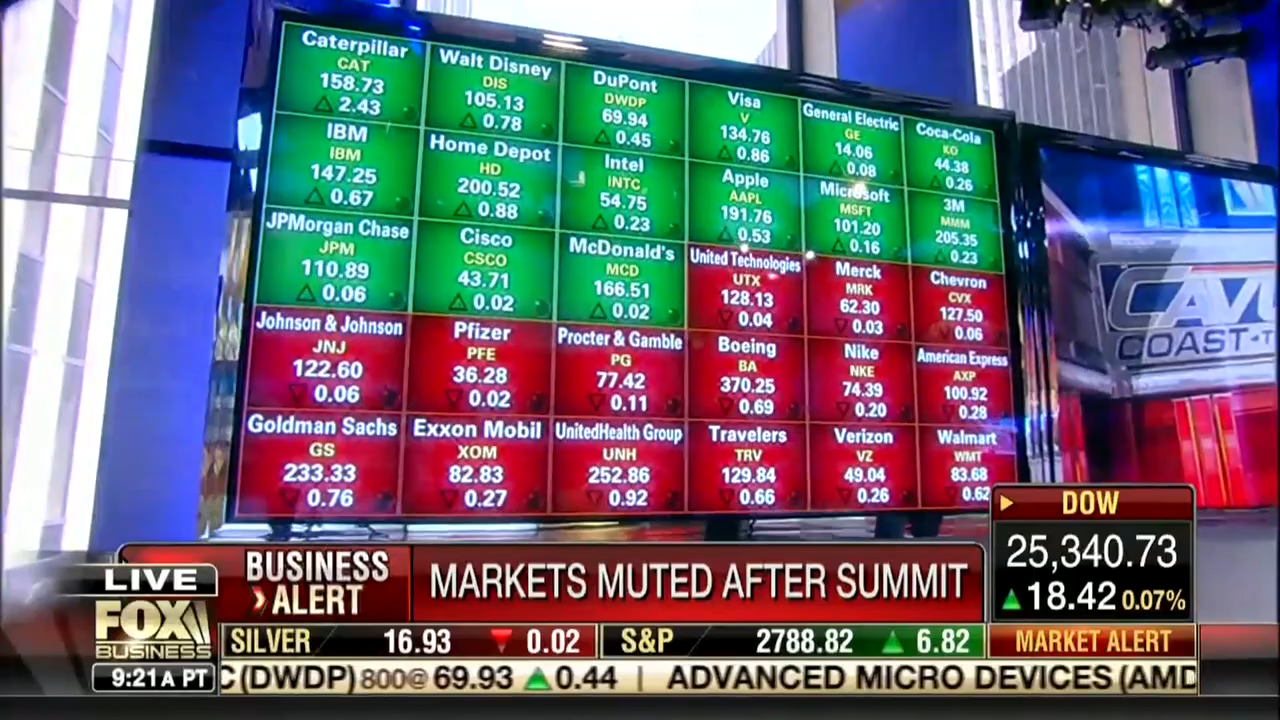 Caterpillar
CAT
158.73
△ 2.43
Walt Disney
DIS
105.13
△ 0.78
DuPont
DWDP
69.94
△ 0.45
Visa
V
134.76
△ 0.86
General Electric
GE
14.06
△ 0.08
Coca-Cola
KO
44.38
△ 0.26
IBM
IBM
147.25
△ 0.67
Home Depot
HD
200.52
△ 0.88
Intel
INTC
54.75
△ 0.23
Apple
AAPL
191.76
△ 0.53
Microsoft
MSFT
101.20
△ 0.16
3M
MMM
205.35
△ 0.23
JPMorgan Chase
JPM
110.89
△ 0.06
Cisco
CSCO
43.71
△ 0.02
McDonald's
MCD
166.51
△ 0.02
United Technologies
UTX
128.13
▽ 0.04
Merck
MRK
62.30
▽ 0.03
Chevron
CVX
127.50
▽ 0.06
Johnson & Johnson
JNJ
122.60
▽ 0.06
Pfizer
PFE
36.28
▽ 0.02
Procter & Gamble
PG
77.42
▽ 0.11
Boeing
BA
370.25
▽ 0.69
Nike
NKE
74.39
▽ 0.20
American Express
AXP
100.92
▽ 0.28
Goldman Sachs
GS
233.33
▽ 0.76
Exxon Mobil
XOM
82.83
▽ 0.27
UnitedHealth Group
UNH
252.86
▽ 0.92
Travelers
TRV
129.84
▽ 0.66
Verizon
VZ
49.04
▽ 0.26
Walmart
WMT
83.68
▽ 0.62
CAVU
COAST-T
DOW
25,340.73
▲ 18.42 0.07%
MARKET ALERT
BUSINESS
ALERT
MARKETS MUTED AFTER SUMMIT
LIVE
FOX
BUSINESS
9:21A PT
SILVER 16.93 ▼ 0.02 S&P 2788.82 ▲ 6.82
C (DWDP) 800@ 69.93 ▲ 0.44 | ADVANCED MICRO DEVICES (AMD